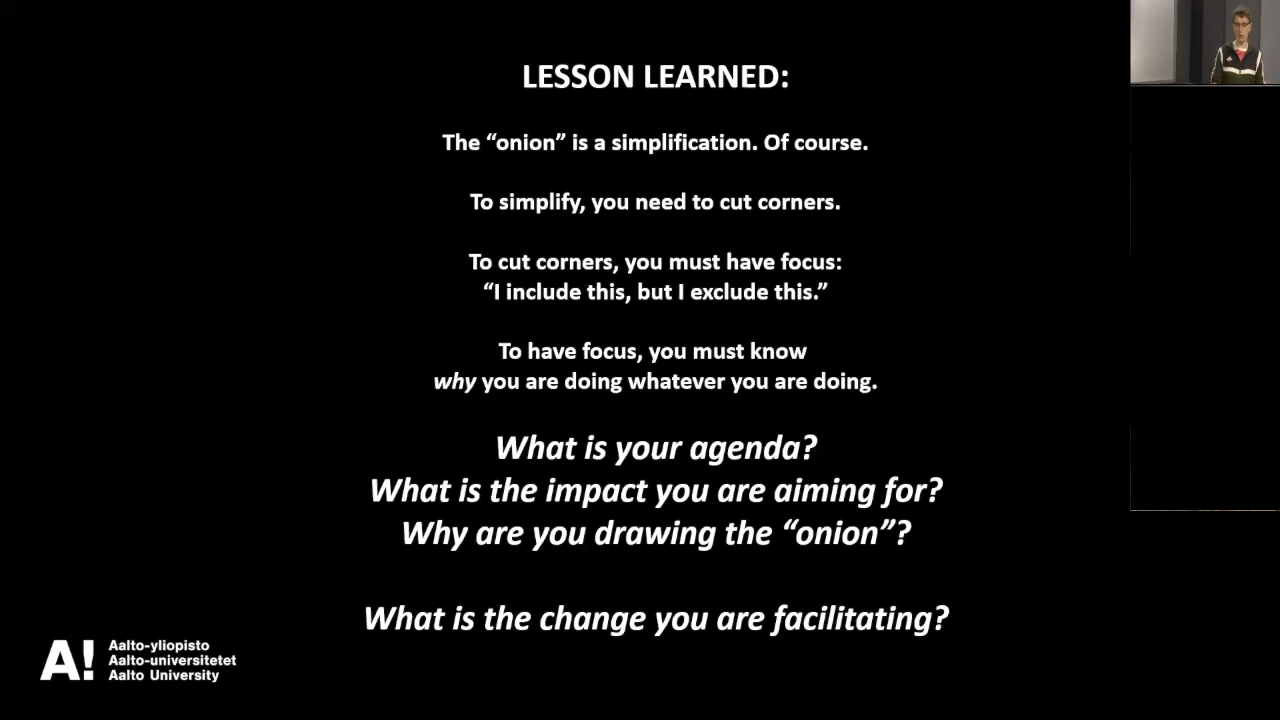 LESSON LEARNED:
The “onion” is a simplification. Of course.
To simplify, you need to cut corners.
To cut corners, you must have focus:
“I include this, but I exclude this.”
To have focus, you must know
why you are doing whatever you are doing.
What is your agenda?
What is the impact you are aiming for?
Why are you drawing the “onion”?
What is the change you are facilitating?
A!
Aalto-yliopisto
Aalto-universitetet
Aalto University